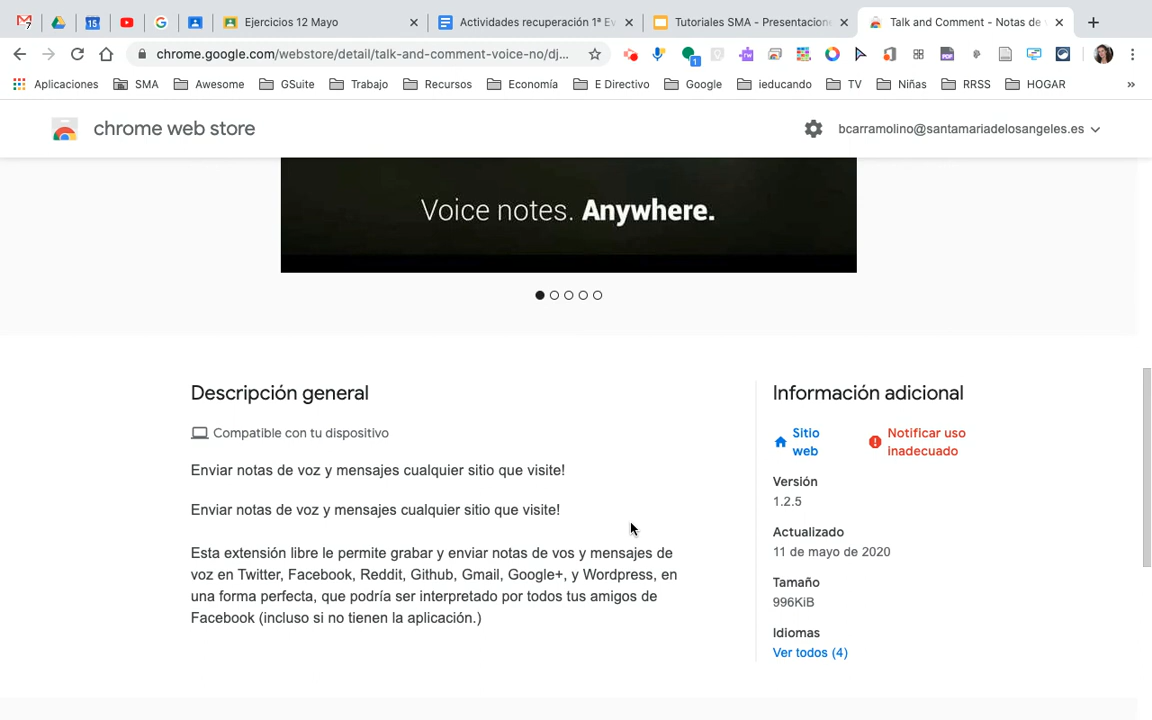 Ejercicios 12 Mayo
Actividades recuperación 1ª Ev
Tutoriales SMA - Presentacione
Talk and Comment - Notas de
chrome.google.com/webstore/detail/talk-and-comment-voice-no/dj...
Aplicaciones SMA Awesome GSuite Trabajo Recursos Economía E Directivo Google ieducando TV Niñas RRSS HOGAR »
chrome web store
bcarramolino@santamariadelosangeles.es
Voice notes. Anywhere.
Descripción general
Compatible con tu dispositivo
Enviar notas de voz y mensajes cualquier sitio que visite!
Enviar notas de voz y mensajes cualquier sitio que visite!
Esta extensión libre le permite grabar y enviar notas de vos y mensajes de
voz en Twitter, Facebook, Reddit, Github, Gmail, Google+, y Wordpress, en
una forma perfecta, que podría ser interpretado por todos tus amigos de
Facebook (incluso si no tienen la aplicación.)
Información adicional
Sitio
web
Notificar uso
inadecuado
Versión
1.2.5
Actualizado
11 de mayo de 2020
Tamaño
996KiB
Idiomas
Ver todos (4)